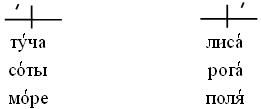 ту́ча лиса́
со́ты рога́
мо́ре поля́